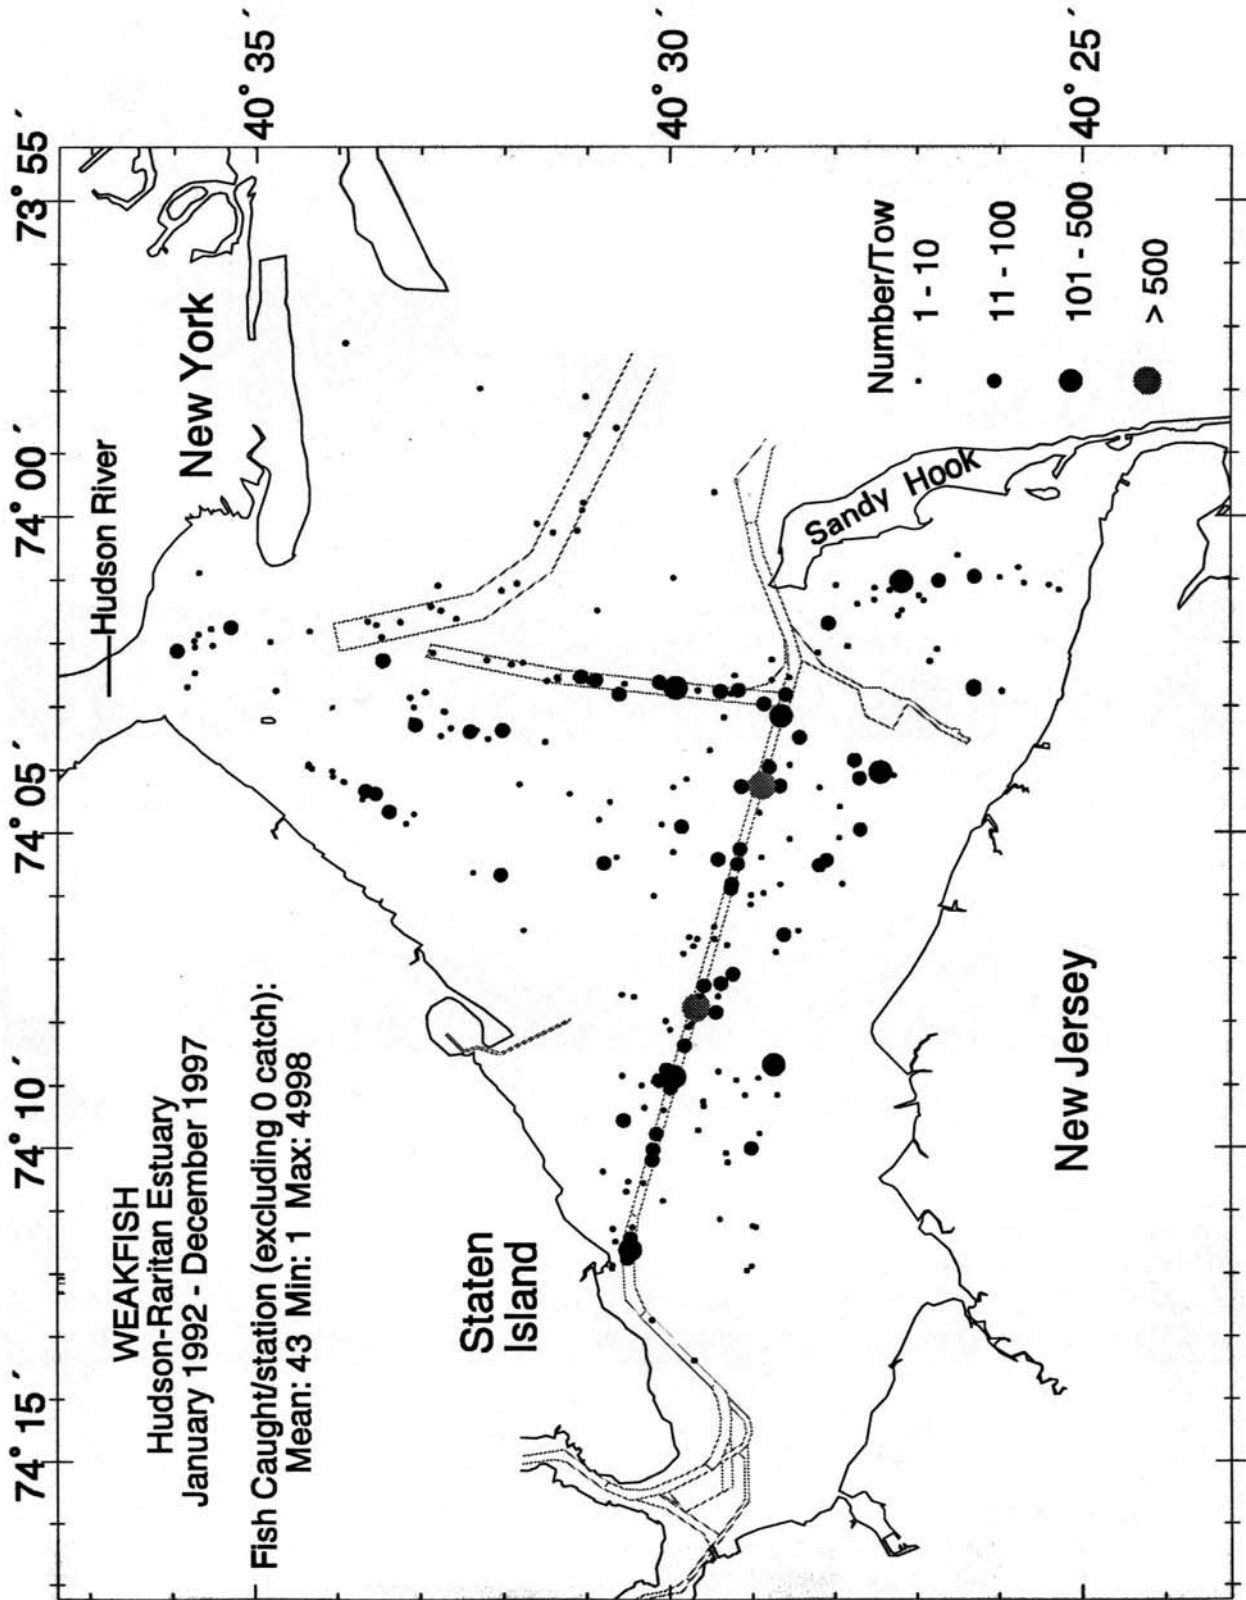 WEAKFISH
Hudson-Raritan Estuary
January 1992 - December 1997
Fish Caught/station (excluding 0 catch):
Mean: 43 Min: 1 Max: 4998
74° 15´
74° 10´
74° 05´
74° 00´
73° 55´
40° 35´
40° 30´
40° 25´
Hudson River
New York
Staten
Island
Sandy Hook
New Jersey
Number/Tow
1 - 10
11 - 100
101 - 500
> 500